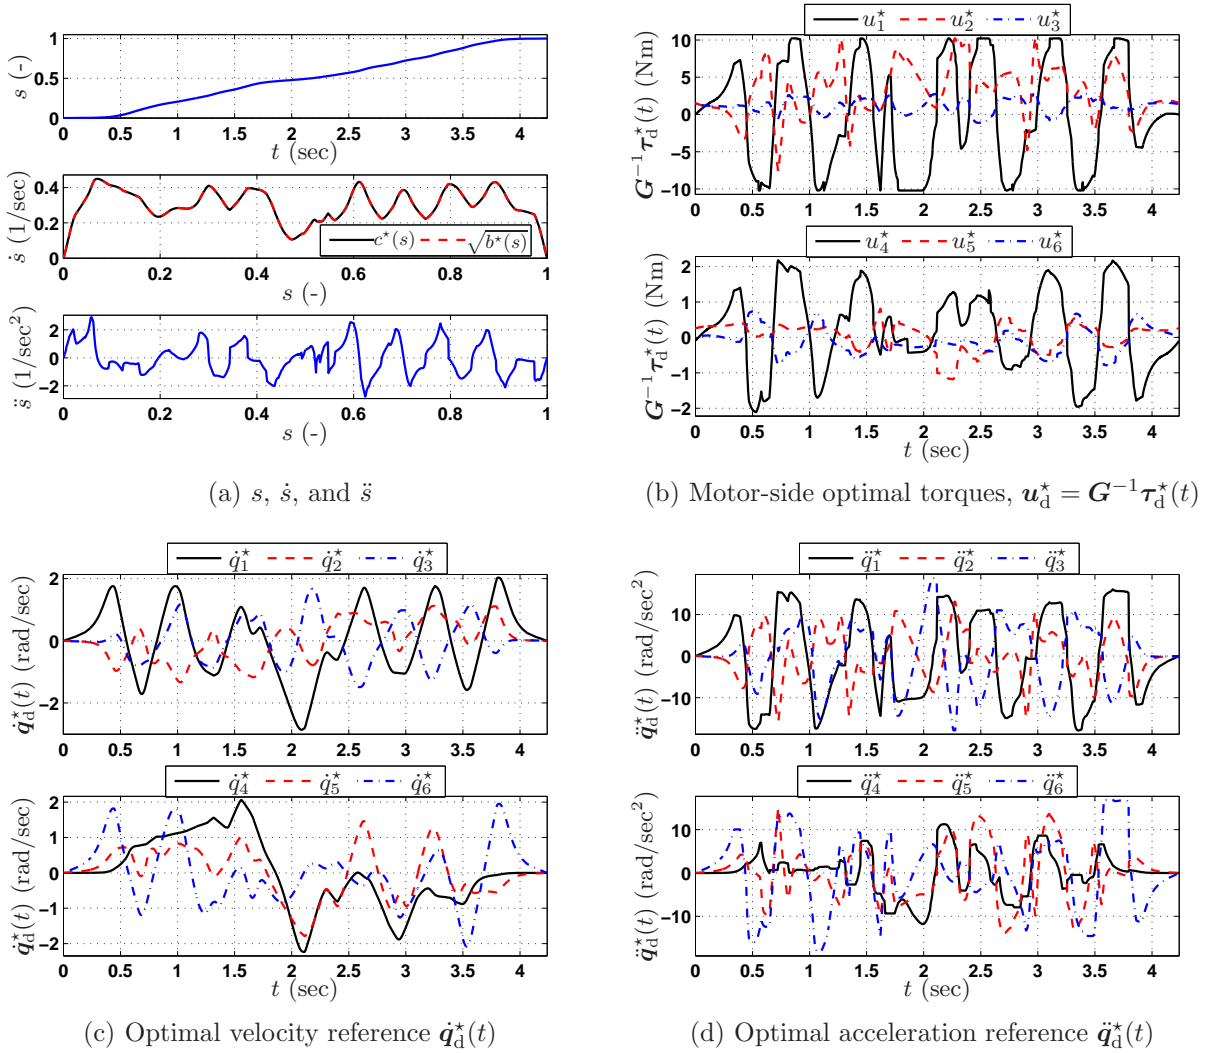 1
0.5
0
s (-)
0 0.5 1 1.5 2 2.5 3 3.5 4
t (sec)
0.4
0.2
0
ṡ (1/sec)
c⋆(s) √b⋆(s)
0 0.2 0.4 0.6 0.8 1
s (-)
2
0
−2
s̈ (1/sec²)
0 0.2 0.4 0.6 0.8 1
s (-)
(a) s, ṡ, and s̈
u₁⋆ u₂⋆ u₃⋆
10
5
0
−5
−10
G⁻¹τ_d⋆(t) (Nm)
0 0.5 1 1.5 2 2.5 3 3.5 4
u₄⋆ u₅⋆ u₆⋆
2
1
0
−1
−2
G⁻¹τ_d⋆(t) (Nm)
0 0.5 1 1.5 2 2.5 3 3.5 4
t (sec)
(b) Motor-side optimal torques, u_d⋆ = G⁻¹τ_d⋆(t)
q̇₁⋆ q̇₂⋆ q̇₃⋆
2
0
−2
q̇_d⋆(t) (rad/sec)
0 0.5 1 1.5 2 2.5 3 3.5 4
q̇₄⋆ q̇₅⋆ q̇₆⋆
2
1
0
−1
−2
q̇_d⋆(t) (rad/sec)
0 0.5 1 1.5 2 2.5 3 3.5 4
t (sec)
(c) Optimal velocity reference q̇_d⋆(t)
q̈₁⋆ q̈₂⋆ q̈₃⋆
10
0
−10
q̈_d⋆(t) (rad/sec²)
0 0.5 1 1.5 2 2.5 3 3.5 4
q̈₄⋆ q̈₅⋆ q̈₆⋆
10
0
−10
q̈_d⋆(t) (rad/sec²)
0 0.5 1 1.5 2 2.5 3 3.5 4
t (sec)
(d) Optimal acceleration reference q̈_d⋆(t)